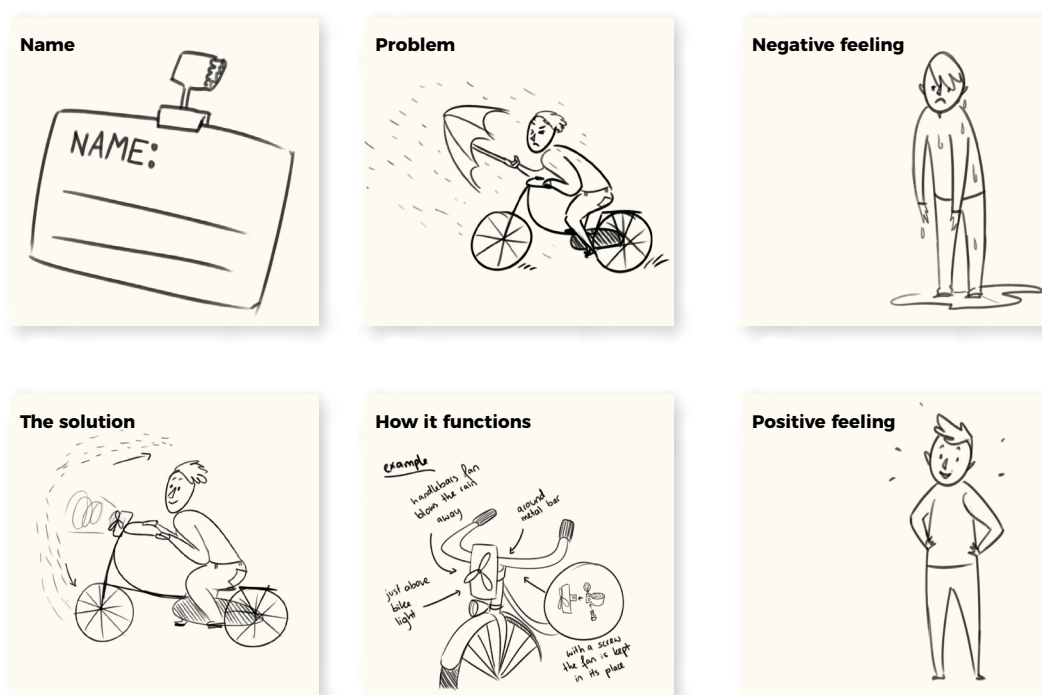 Name
NAME:
Problem
Negative feeling
The solution
How it functions
example
handlebars fan
blows the rain
away
around
metal bar
just above
bike
light
with a screw
the fan is kept
in its place
Positive feeling